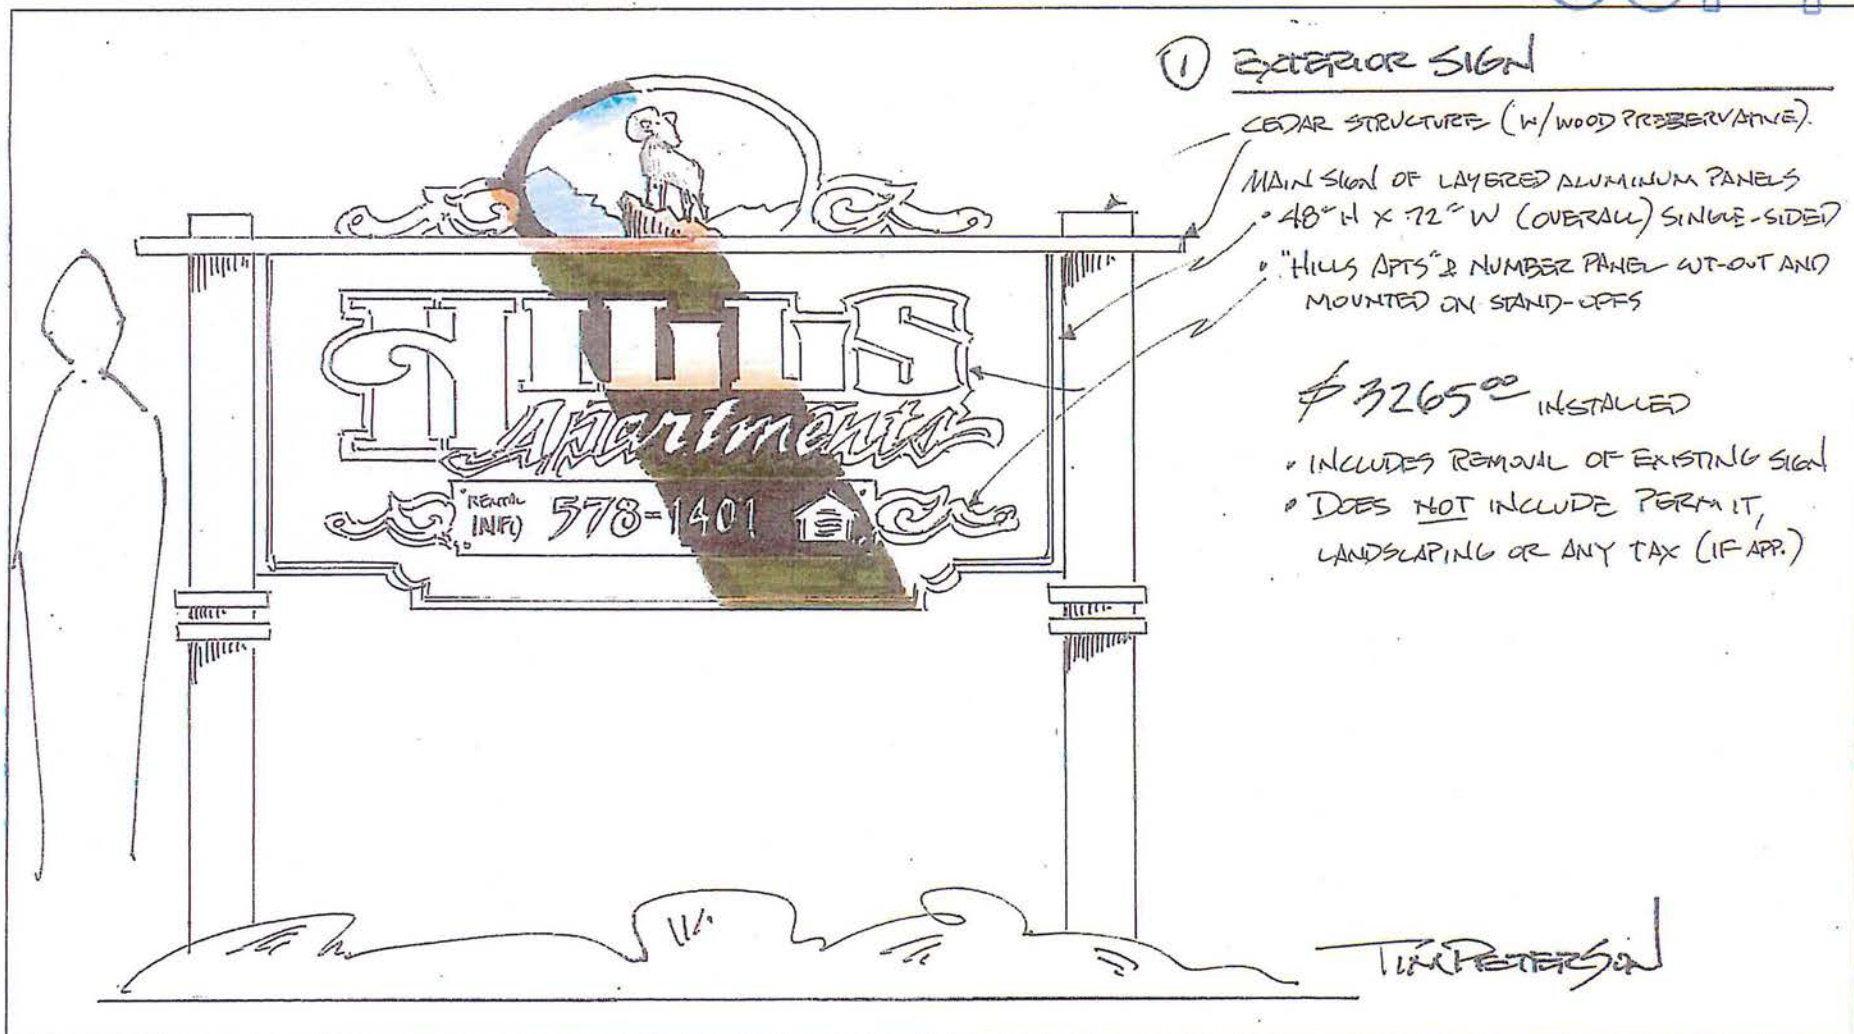 COPY
① EXTERIOR SIGN
CEDAR STRUCTURE (W/WOOD PRESERVATIVE).
MAIN SIGN OF LAYERED ALUMINUM PANELS
• 48" H X 72" W (OVERALL) SINGLE-SIDED
• "HILLS APTS" & NUMBER PANEL CUT-OUT AND
MOUNTED ON STAND-OFFS
$3265⁰⁰ INSTALLED
• INCLUDES REMOVAL OF EXISTING SIGN
• DOES NOT INCLUDE PERMIT,
LANDSCAPING OR ANY TAX (IF APP.)
HILLS
Apartments
RENTAL
INFO
578-1401
TIM PETERSON